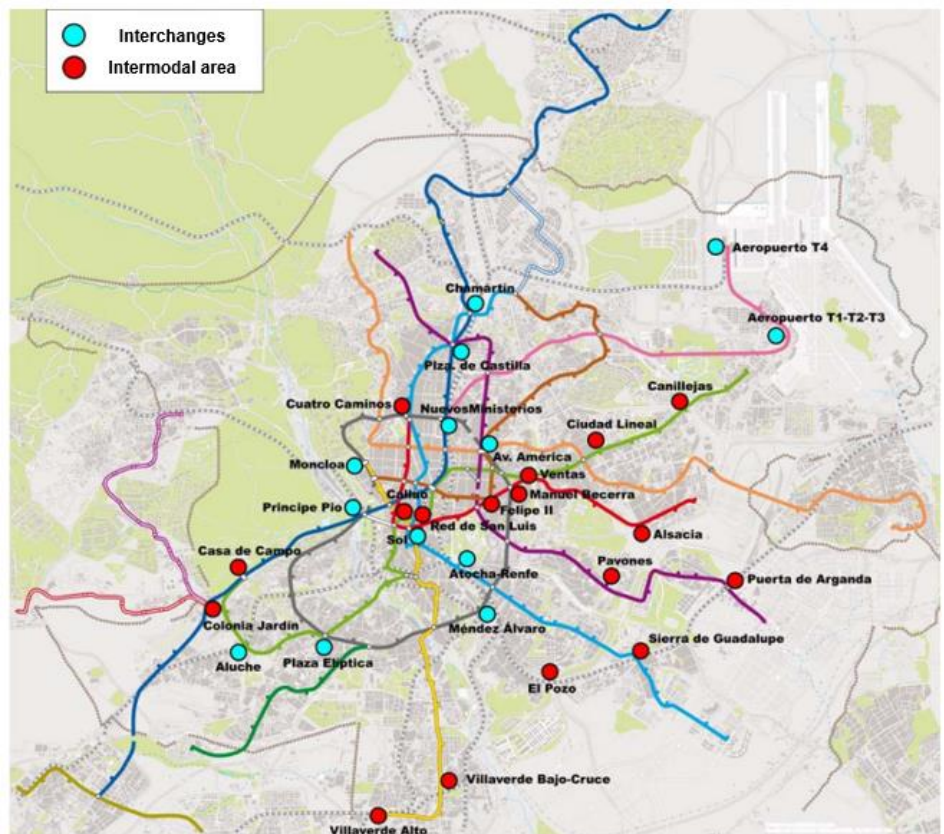 Interchanges
Intermodal area
Aeropuerto T4
Chamartín
Aeropuerto T1-T2-T3
Plza. de Castilla
Canillejas
Cuatro Caminos
NuevosMinisterios
Ciudad Lineal
Av. América
Moncloa
Ventas
Manuel Becerra
Callao
Felipe II
Principe Pio
Red de San Luis
Sol
Alsacia
Casa de Campo
Atocha-Renfe
Pavones
Puerta de Arganda
Colonia Jardín
Méndez Álvaro
Sierra de Guadalupe
Aluche
Plaza Elíptica
El Pozo
Villaverde Bajo-Cruce
Villaverde Alto